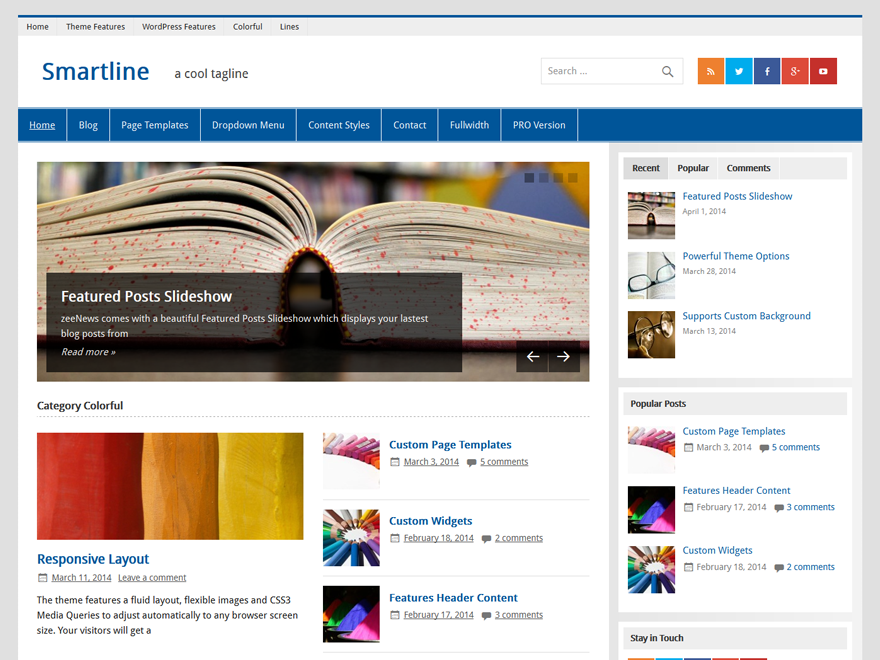 Home Theme Features WordPress Features Colorful Lines
Smartline a cool tagline
Search ...
Home Blog Page Templates Dropdown Menu Content Styles Contact Fullwidth PRO Version
Featured Posts Slideshow
zeeNews comes with a beautiful Featured Posts Slideshow which displays your lastest
blog posts from
Read more »
Category Colorful
Responsive Layout
March 11, 2014 Leave a comment
The theme features a fluid layout, flexible images and CSS3
Media Queries to adjust automatically to any browser screen
size. Your visitors will get a
Custom Page Templates
March 3, 2014 5 comments
Custom Widgets
February 18, 2014 2 comments
Features Header Content
February 17, 2014 3 comments
Recent Popular Comments
Featured Posts Slideshow
April 1, 2014
Powerful Theme Options
March 28, 2014
Supports Custom Background
March 13, 2014
Popular Posts
Custom Page Templates
March 3, 2014 5 comments
Features Header Content
February 17, 2014 3 comments
Custom Widgets
February 18, 2014 2 comments
Stay in Touch